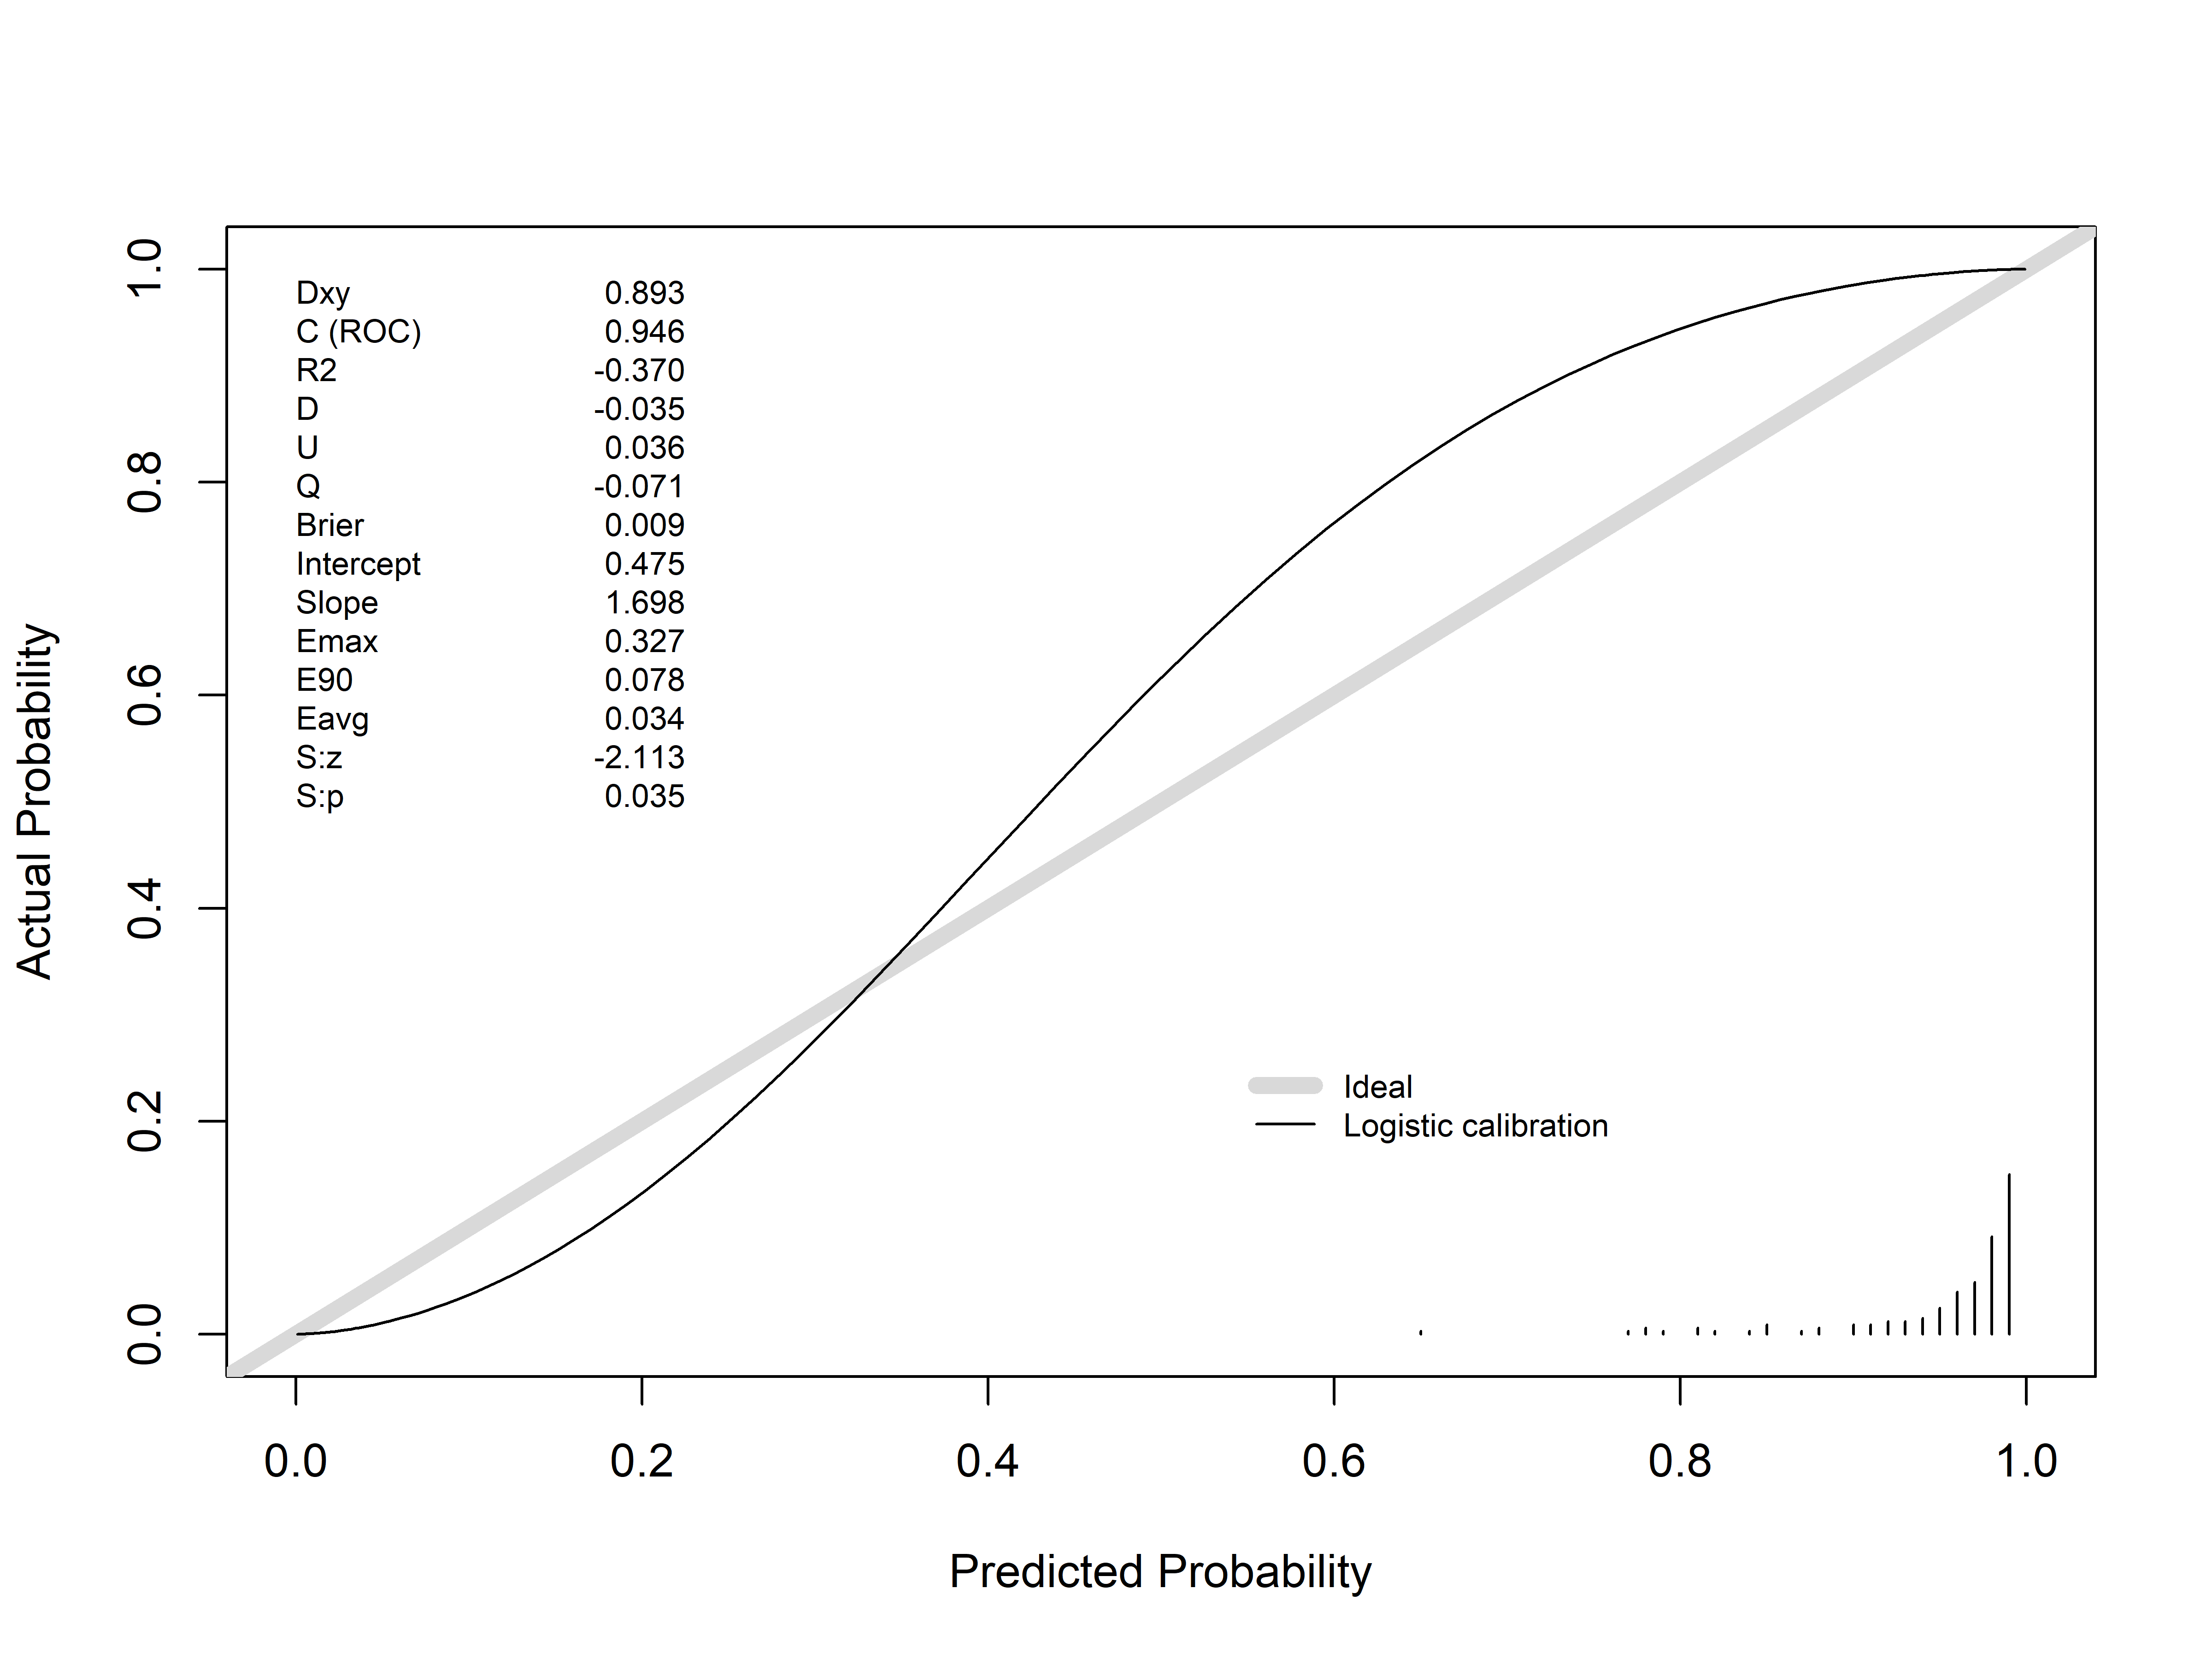 Dxy 0.893
C (ROC) 0.946
R2 -0.370
D -0.035
U 0.036
Q -0.071
Brier 0.009
Intercept 0.475
Slope 1.698
Emax 0.327
E90 0.078
Eavg 0.034
S:z -2.113
S:p 0.035
Actual Probability
1.0
0.8
0.6
0.4
0.2
0.0
Ideal
Logistic calibration
0.0 0.2 0.4 0.6 0.8 1.0
Predicted Probability